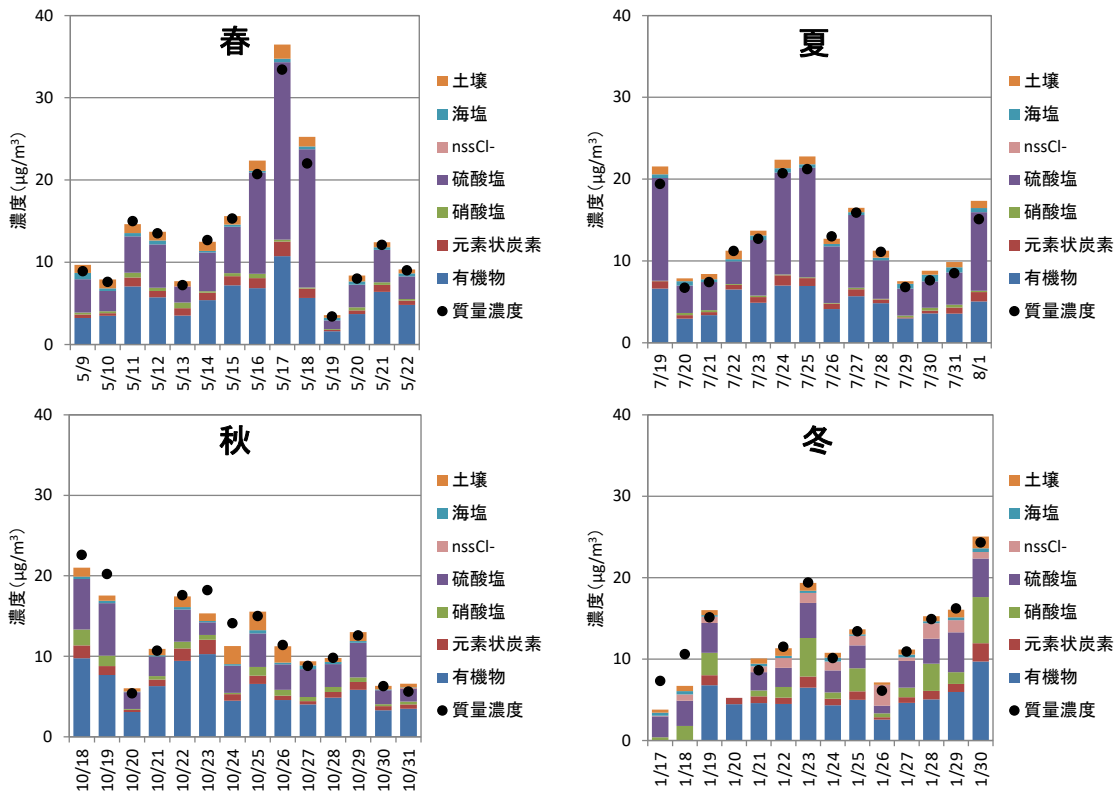 春
濃度(μg/m³)
40
30
20
10
0
5/9
5/10
5/11
5/12
5/13
5/14
5/15
5/16
5/17
5/18
5/19
5/20
5/21
5/22
土壌
海塩
nssCl-
硫酸塩
硝酸塩
元素状炭素
有機物
質量濃度
夏
濃度(μg/m³)
40
30
20
10
0
7/19
7/20
7/21
7/22
7/23
7/24
7/25
7/26
7/27
7/28
7/29
7/30
7/31
8/1
土壌
海塩
nssCl-
硫酸塩
硝酸塩
元素状炭素
有機物
質量濃度
秋
濃度(μg/m³)
40
30
20
10
0
10/18
10/19
10/20
10/21
10/22
10/23
10/24
10/25
10/26
10/27
10/28
10/29
10/30
10/31
土壌
海塩
nssCl-
硫酸塩
硝酸塩
元素状炭素
有機物
質量濃度
冬
濃度(μg/m³)
40
30
20
10
0
1/17
1/18
1/19
1/20
1/21
1/22
1/23
1/24
1/25
1/26
1/27
1/28
1/29
1/30
土壌
海塩
nssCl-
硫酸塩
硝酸塩
元素状炭素
有機物
質量濃度